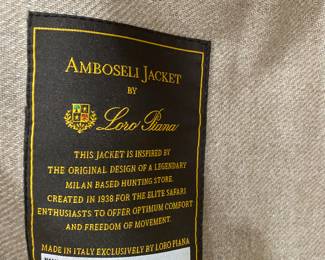 AMBOSELI JACKET
BY
Loro Piana
THIS JACKET IS INSPIRED BY
THE ORIGINAL DESIGN OF A LEGENDARY
MILAN BASED HUNTING STORE.
CREATED IN 1938 FOR THE ELITE SAFARI
ENTHUSIASTS TO OFFER OPTIMUM COMFORT
AND FREEDOM OF MOVEMENT.
MADE IN ITALY EXCLUSIVELY BY LORO PIANA